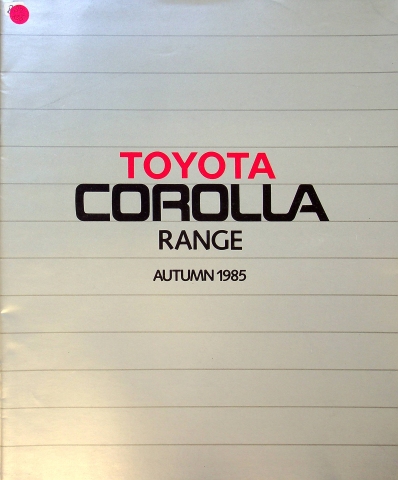 TOYOTA
COROLLA
RANGE
AUTUMN 1985